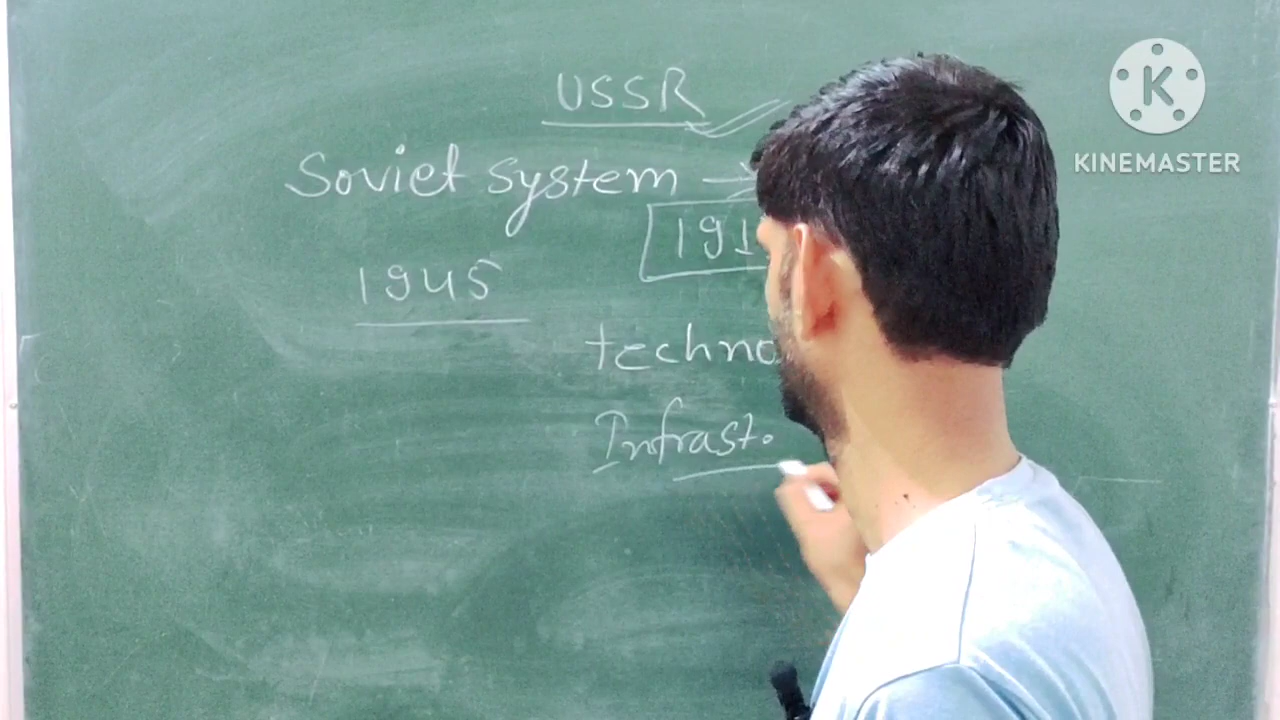 USSR
Soviet system →
191
1945
techno
Infrast.
KINEMASTER